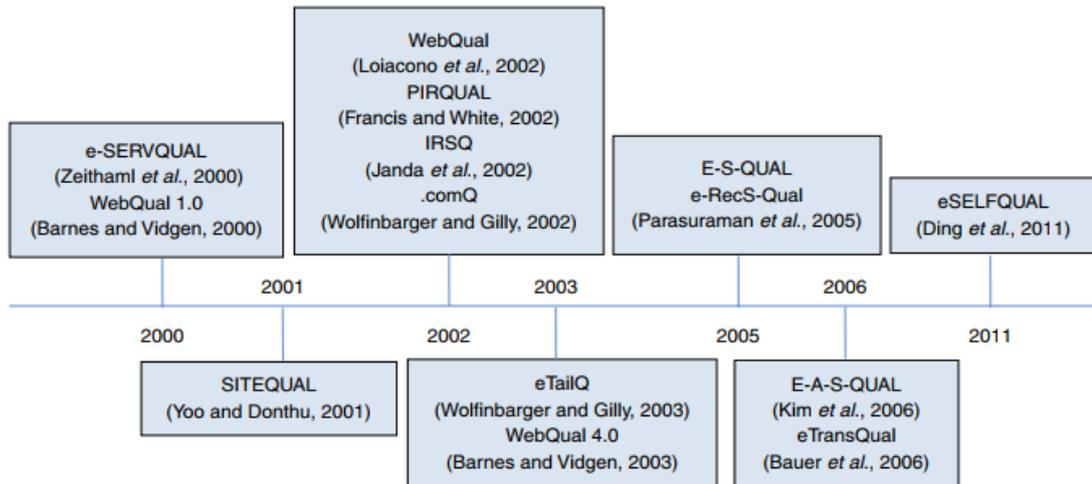 WebQual
(Loiacono et al., 2002)
PIRQUAL
(Francis and White, 2002)
IRSQ
(Janda et al., 2002)
.comQ
(Wolfinbarger and Gilly, 2002)
e-SERVQUAL
(Zeithaml et al., 2000)
WebQual 1.0
(Barnes and Vidgen, 2000)
E-S-QUAL
e-RecS-Qual
(Parasuraman et al., 2005)
eSELFQUAL
(Ding et al., 2011)
2001
2003
2006
2000
2002
2005
2011
SITEQUAL
(Yoo and Donthu, 2001)
eTailQ
(Wolfinbarger and Gilly, 2003)
WebQual 4.0
(Barnes and Vidgen, 2003)
E-A-S-QUAL
(Kim et al., 2006)
eTransQual
(Bauer et al., 2006)